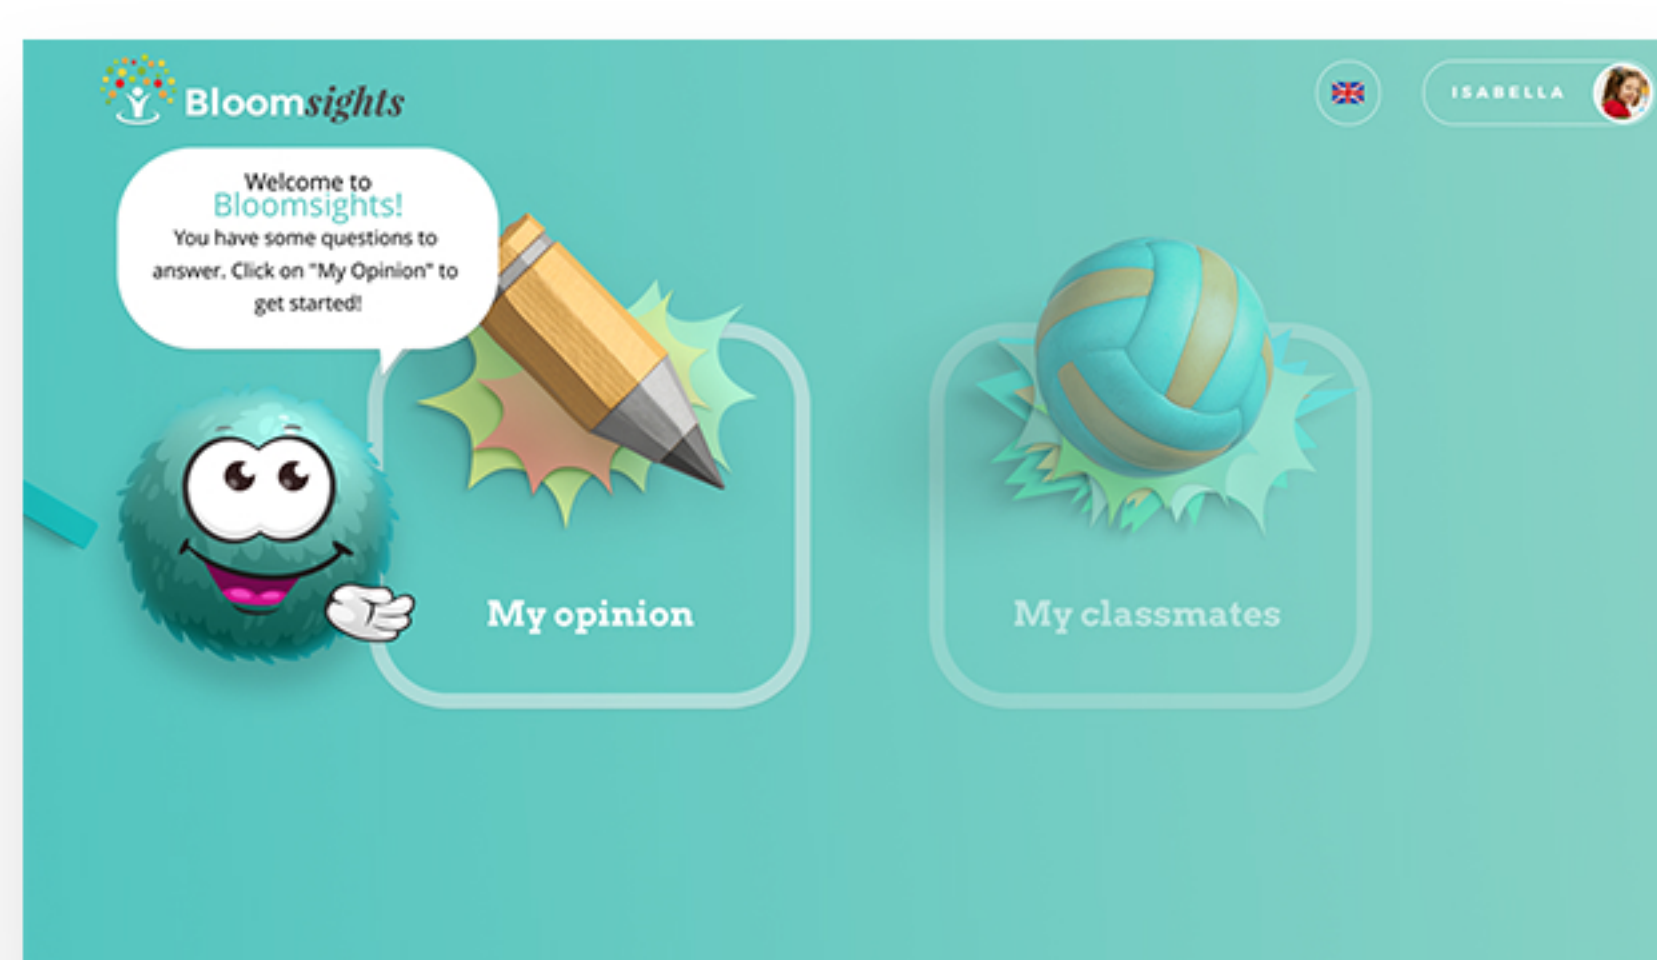 Bloomsights
ISABELLA
Welcome to
Bloomsights!
You have some questions to
answer. Click on "My Opinion" to
get started!
My opinion
My classmates